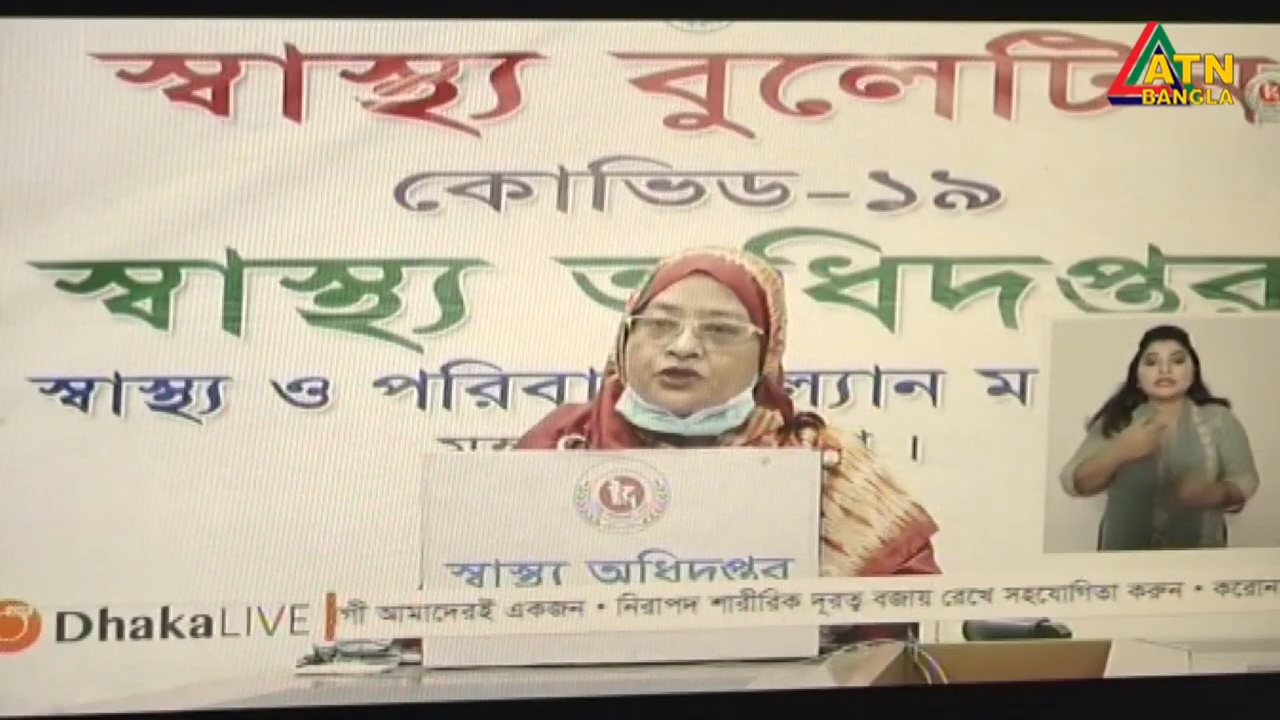 স্বাস্থ্য বুলেটিন
ATN
BANGLA
কোভিড-১৯
স্বাস্থ্য অধিদপ্তর
স্বাস্থ্য ও পরিবা ল্যান ম
স্বাস্থ্য অধিদপ্তর
DhakaLIVE
গী আমাদেরই একজন • নিরাপদ শারীরিক দূরত্ব বজায় রেখে সহযোগিতা করুন • করোন